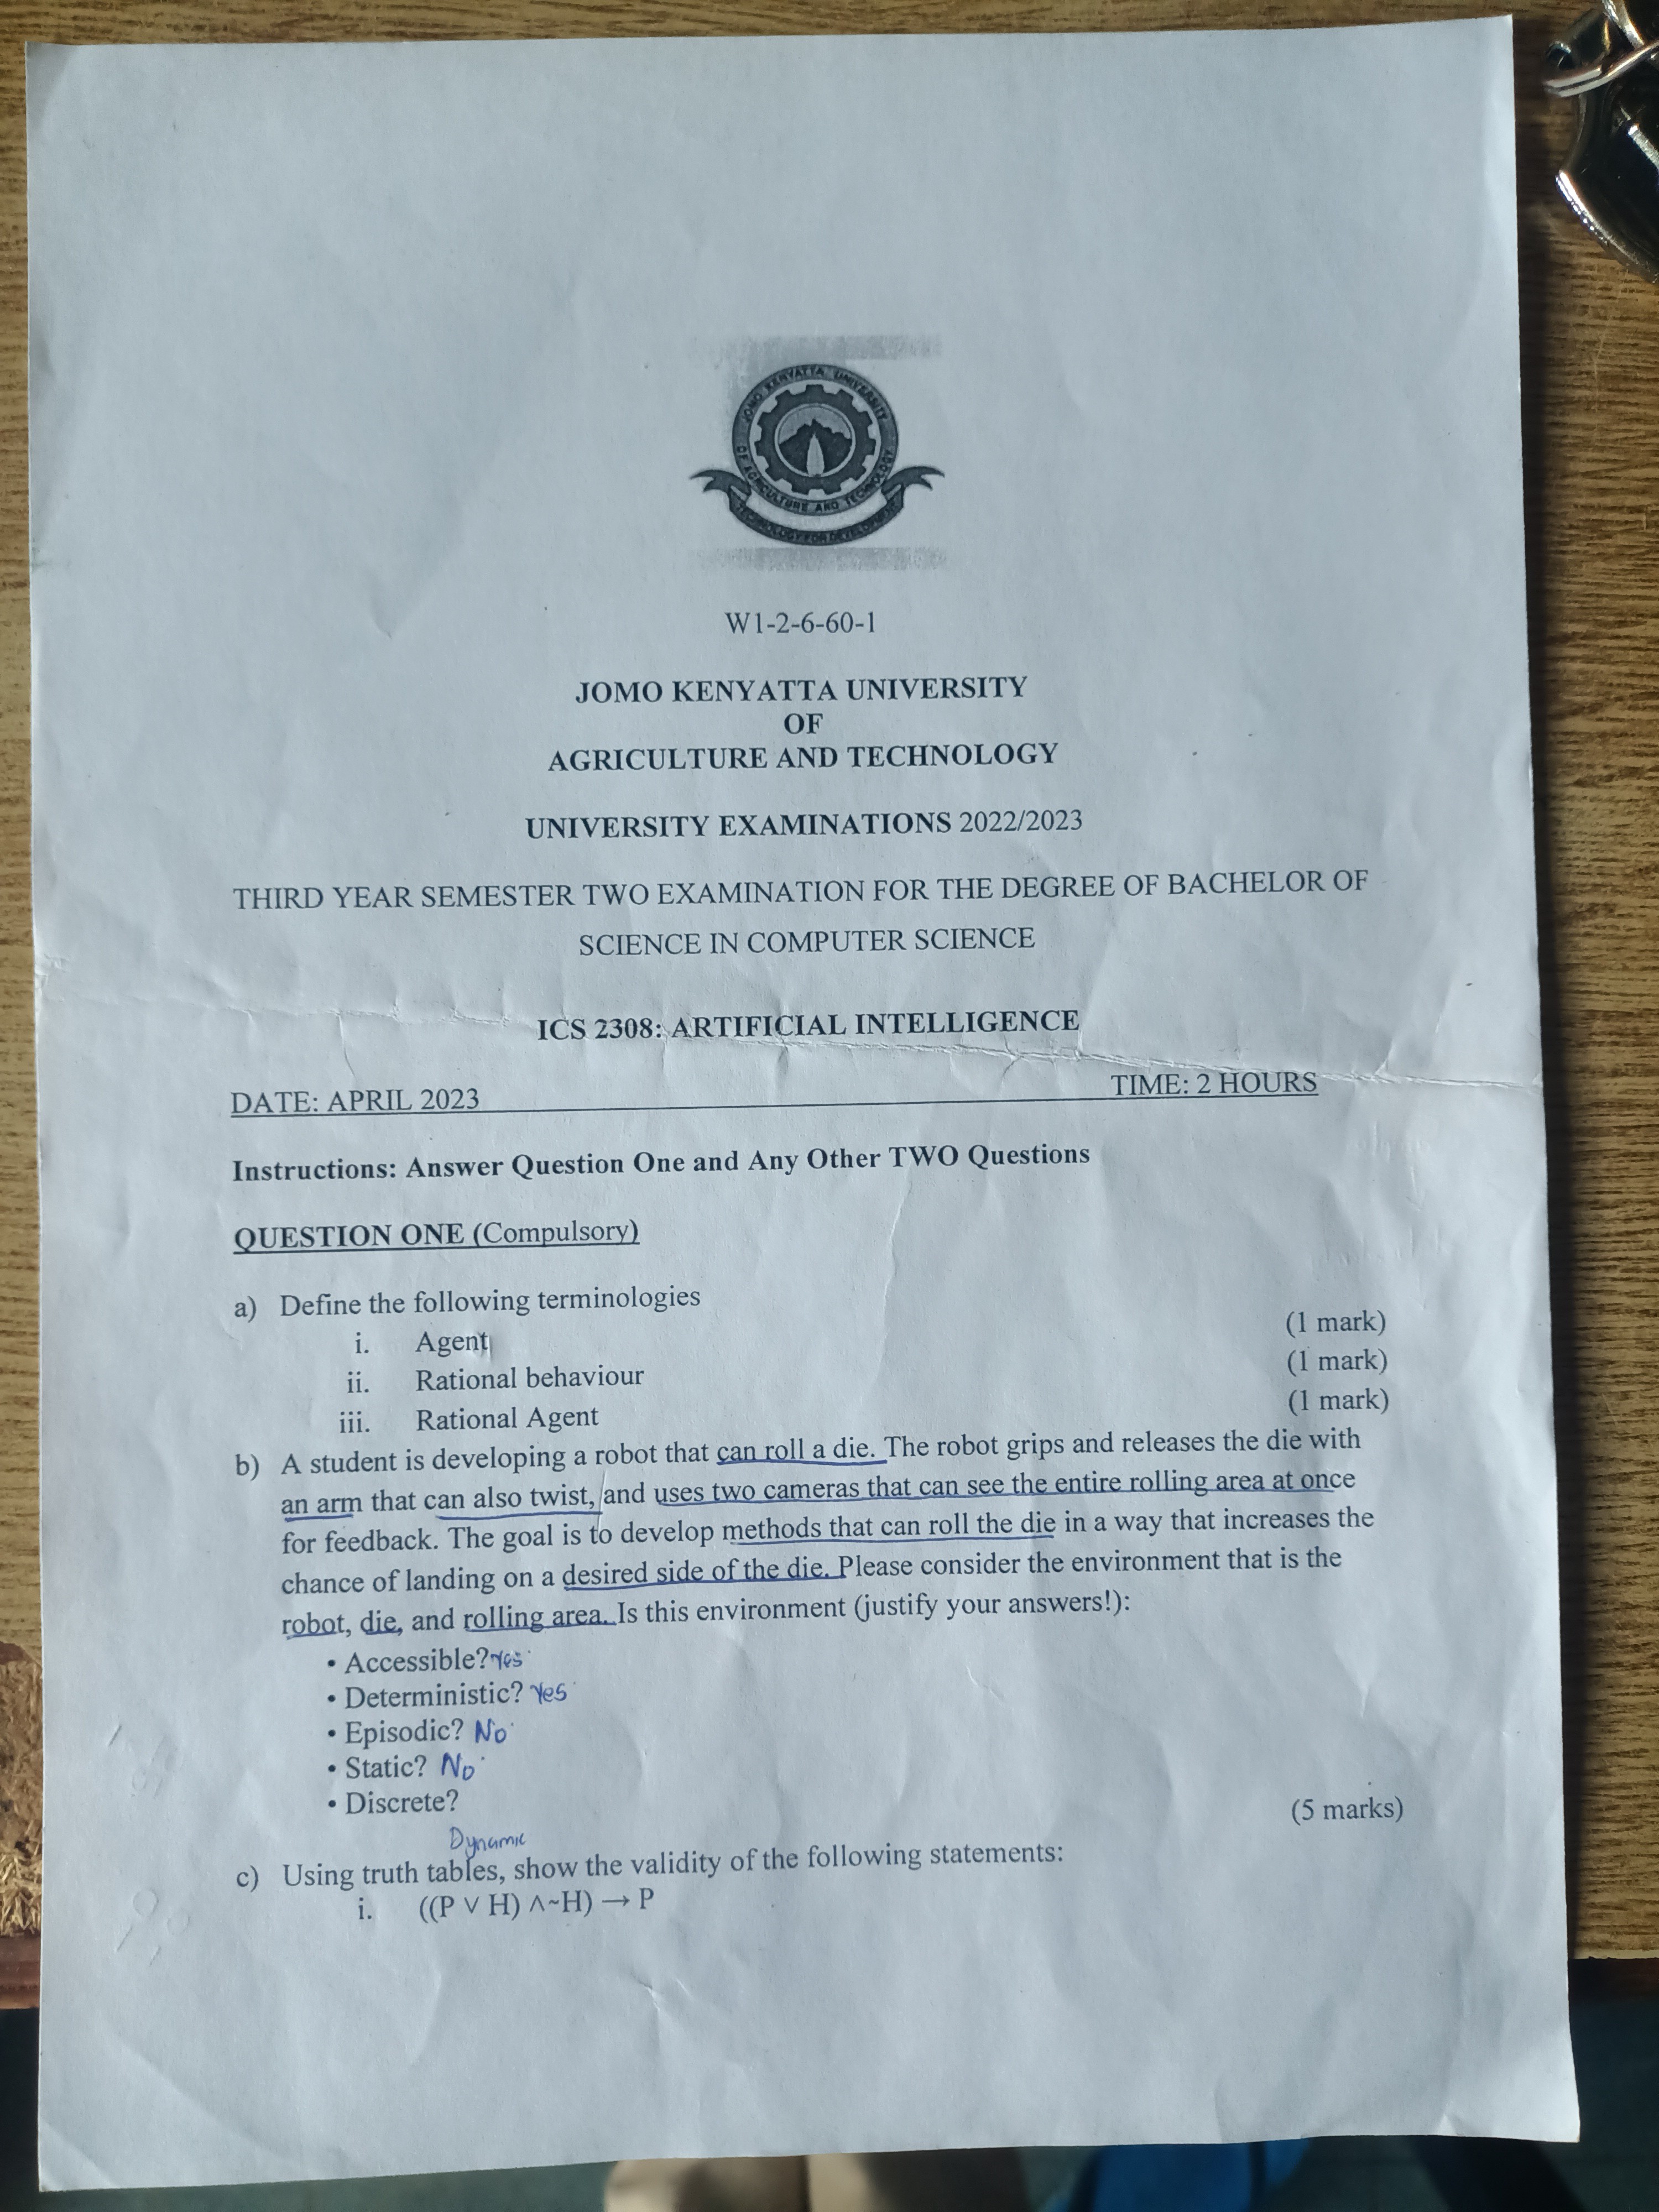 JOMO KENYATTA UNIVERSITY
OF AGRICULTURE AND TECHNOLOGY
TECHNOLOGY FOR DEVELOPMENT
W1-2-6-60-1
JOMO KENYATTA UNIVERSITY
OF
AGRICULTURE AND TECHNOLOGY
UNIVERSITY EXAMINATIONS 2022/2023
THIRD YEAR SEMESTER TWO EXAMINATION FOR THE DEGREE OF BACHELOR OF
SCIENCE IN COMPUTER SCIENCE
ICS 2308: ARTIFICIAL INTELLIGENCE
DATE: APRIL 2023 TIME: 2 HOURS
Instructions: Answer Question One and Any Other TWO Questions
QUESTION ONE (Compulsory)
a) Define the following terminologies
i. Agent (1 mark)
ii. Rational behaviour (1 mark)
iii. Rational Agent (1 mark)
b) A student is developing a robot that can roll a die. The robot grips and releases the die with
an arm that can also twist, and uses two cameras that can see the entire rolling area at once
for feedback. The goal is to develop methods that can roll the die in a way that increases the
chance of landing on a desired side of the die. Please consider the environment that is the
robot, die, and rolling area. Is this environment (justify your answers!):
• Accessible? Yes
• Deterministic? Yes
• Episodic? No
• Static? No
• Discrete? (5 marks)
Dynamic
c) Using truth tables, show the validity of the following statements:
i. ((P ∨ H) ∧~H) → P